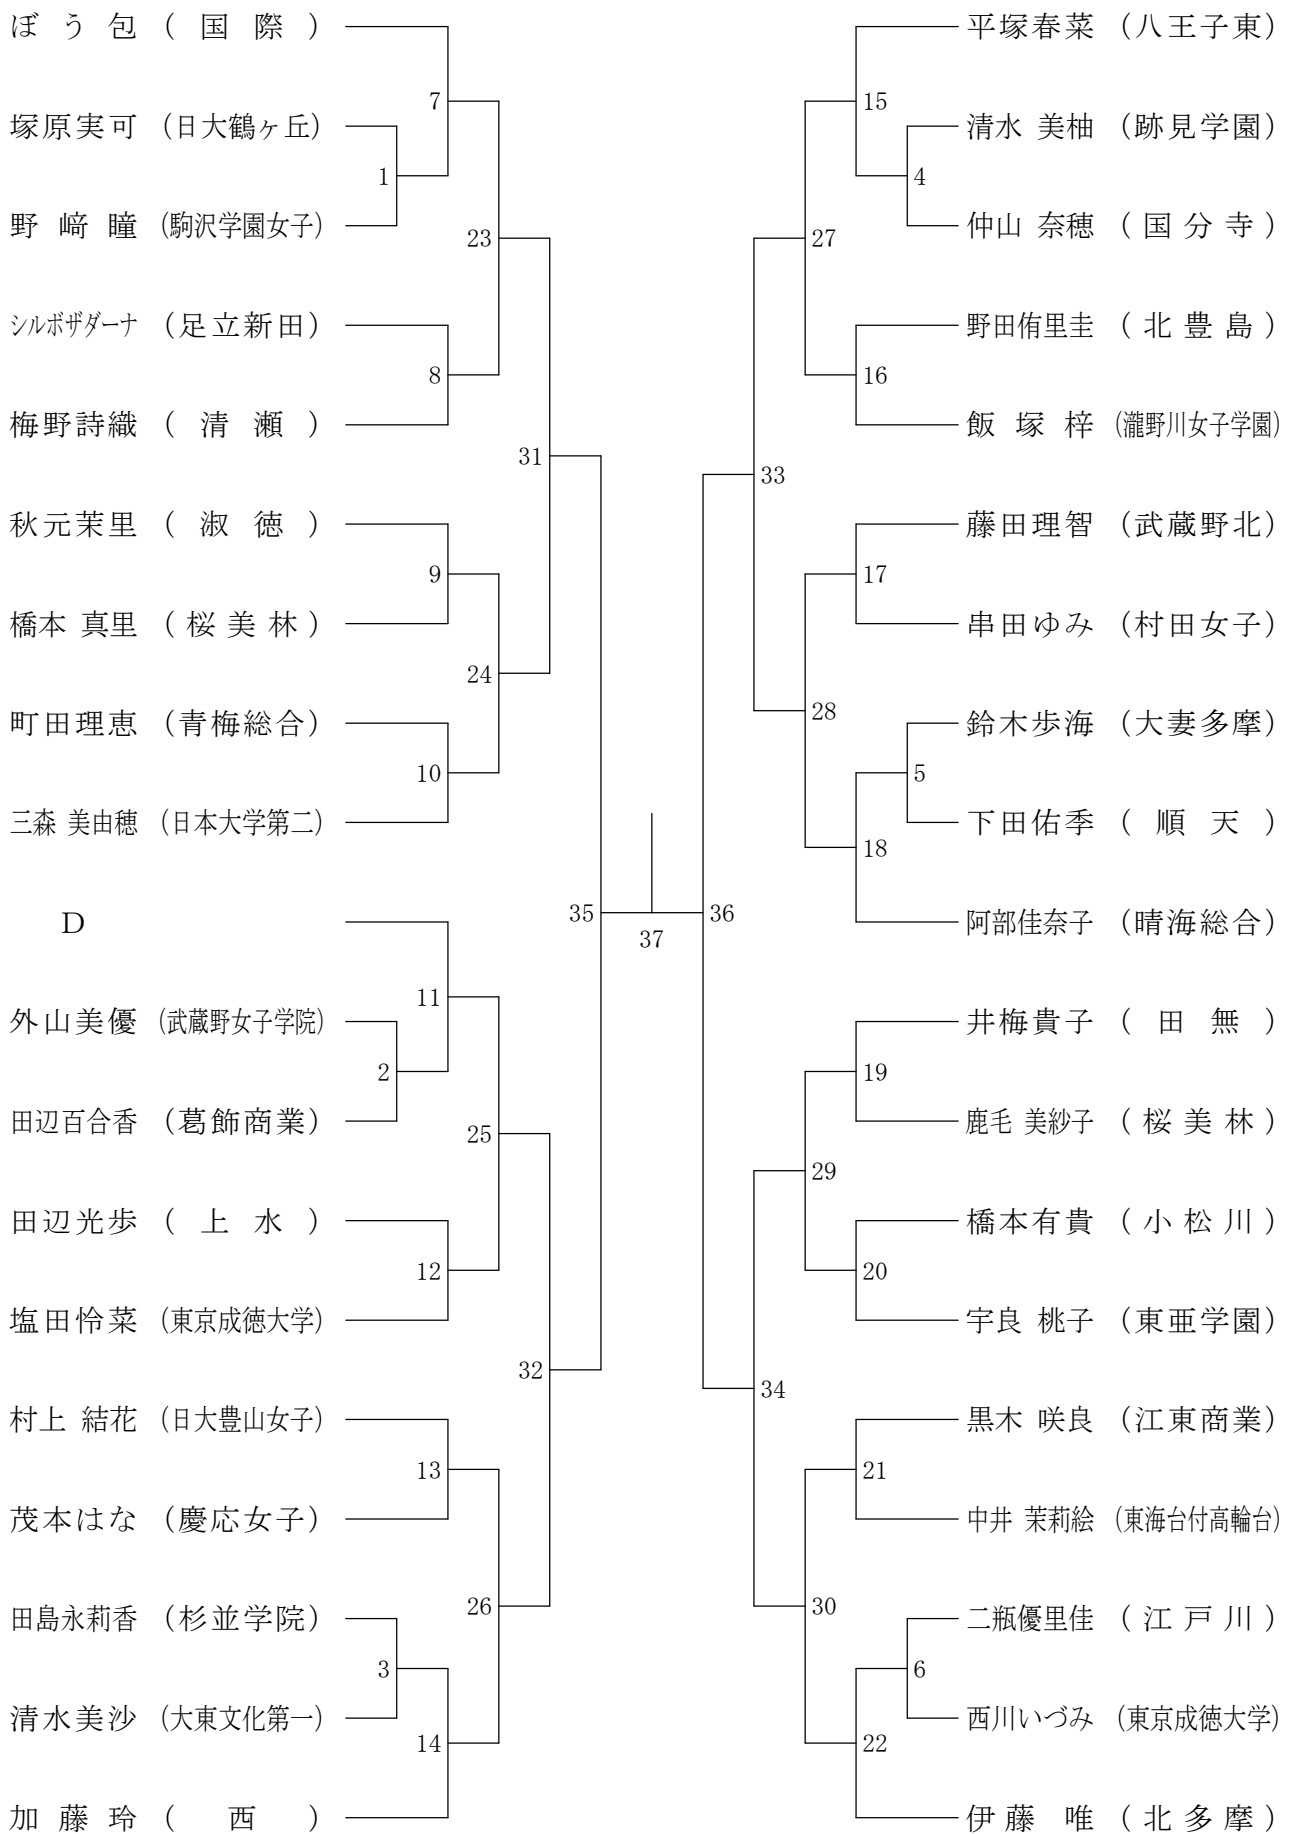 ぼう包 (国際)
7
塚原実可 (日大鶴ヶ丘)
1
野﨑瞳 (駒沢学園女子)
23
シルボザダーナ (足立新田)
8
梅野詩織 (清瀬)
31
秋元茉里 (淑徳)
9
橋本 真里 (桜美林)
24
町田理恵 (青梅総合)
10
三森 美由穂 (日本大学第二)
D
11
外山美優 (武蔵野女子学院)
2
田辺百合香 (葛飾商業)
25
田辺光歩 (上水)
12
塩田怜菜 (東京成徳大学)
32
村上 結花 (日大豊山女子)
13
茂本はな (慶応女子)
26
田島永莉香 (杉並学院)
3
清水美沙 (大東文化第一)
14
加藤玲 (西)
35
37
36
平塚春菜 (八王子東)
15
清水 美柚 (跡見学園)
4
仲山 奈穂 (国分寺)
27
野田侑里圭 (北豊島)
16
飯塚梓 (瀧野川女子学園)
33
藤田理智 (武蔵野北)
17
串田ゆみ (村田女子)
28
鈴木歩海 (大妻多摩)
5
下田佑季 (順天)
18
阿部佳奈子 (晴海総合)
井梅貴子 (田無)
19
鹿毛 美紗子 (桜美林)
29
橋本有貴 (小松川)
20
宇良 桃子 (東亜学園)
34
黒木 咲良 (江東商業)
21
中井 茉莉絵 (東海台付高輪台)
30
二瓶優里佳 (江戸川)
6
西川いづみ (東京成徳大学)
22
伊藤 唯 (北多摩)